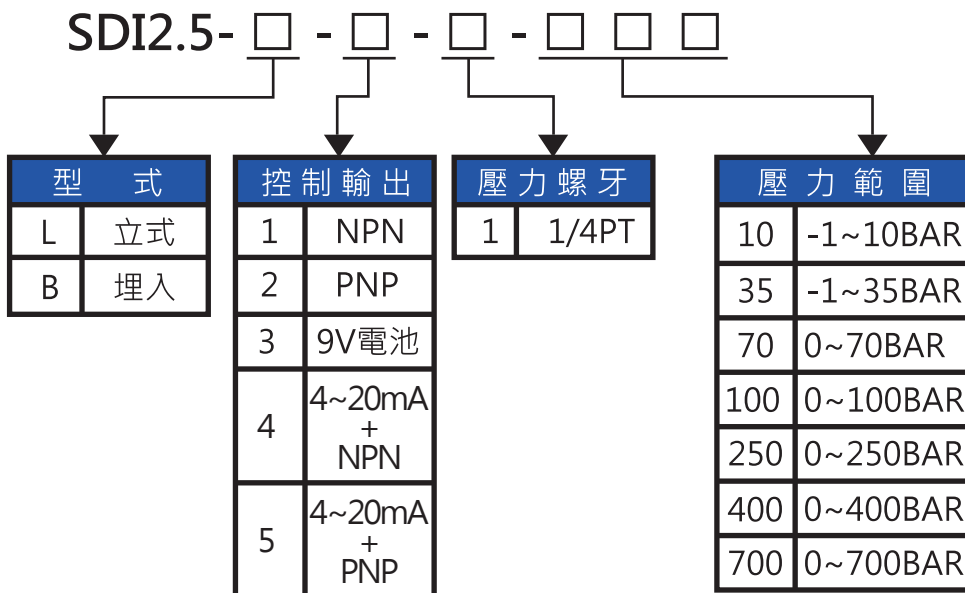 SDI2.5-□ - □ - □ - □ □ □
型 式
L 立式
B 埋入
控制輸出
1 NPN
2 PNP
3 9V電池
4 4~20mA
+
NPN
5 4~20mA
+
PNP
壓力螺牙
1 1/4PT
壓力範圍
10 -1~10BAR
35 -1~35BAR
70 0~70BAR
100 0~100BAR
250 0~250BAR
400 0~400BAR
700 0~700BAR